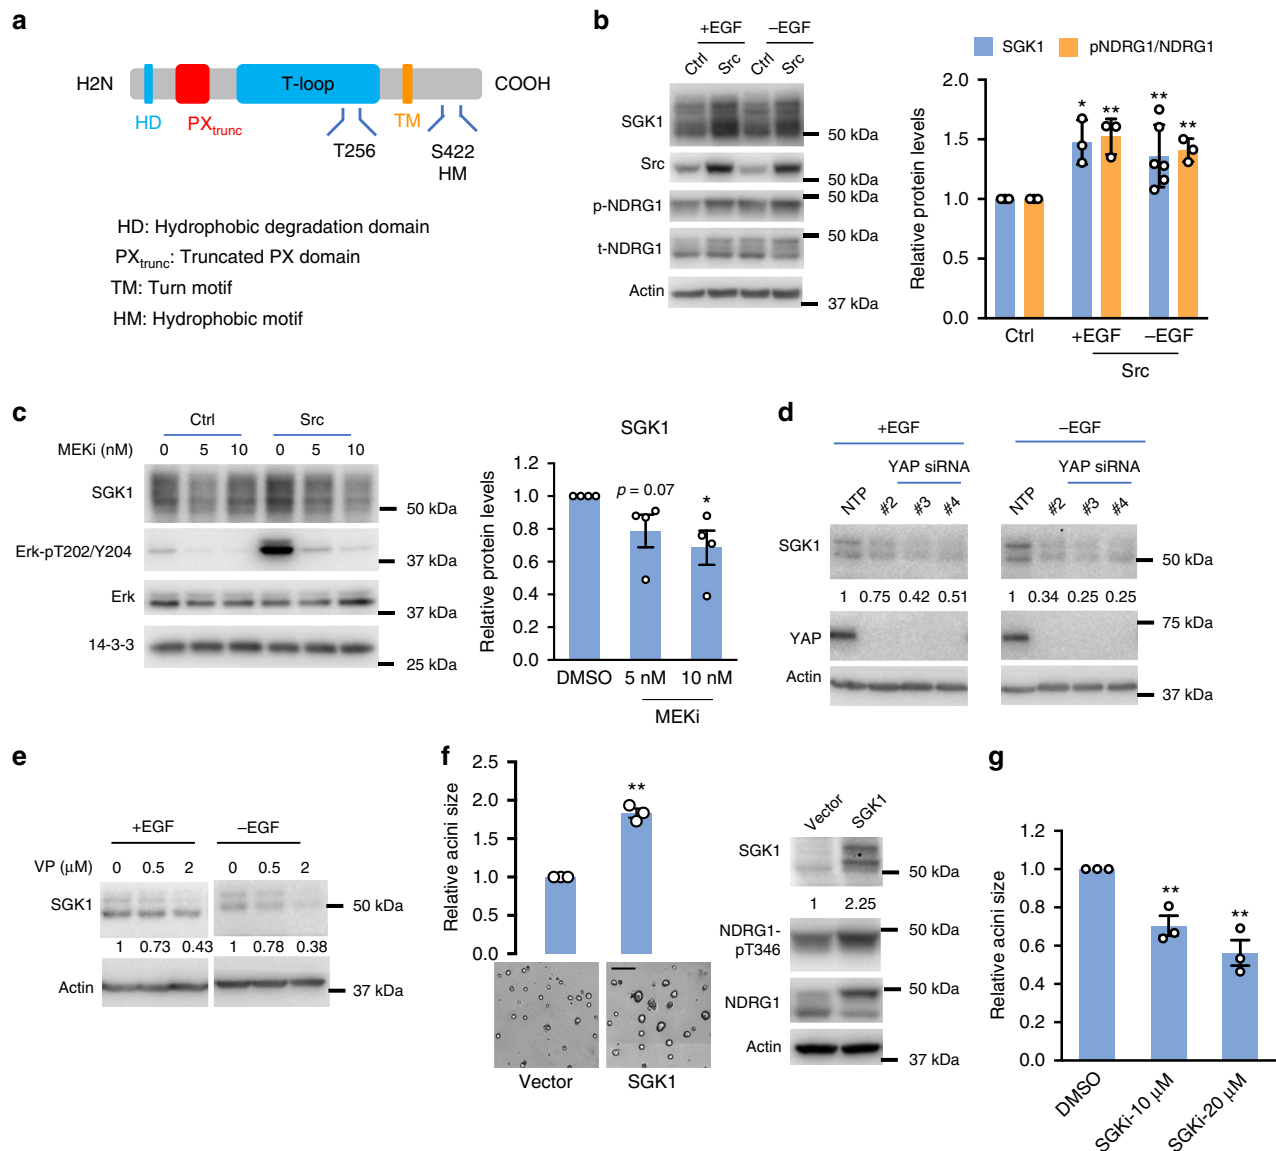 a
H2N
T-loop
COOH
HD
PXtrunc
TM
T256
S422
HM
HD: Hydrophobic degradation domain
PXtrunc: Truncated PX domain
TM: Turn motif
HM: Hydrophobic motif
b
+EGF
–EGF
Ctrl
Src
Ctrl
Src
SGK1
50 kDa
Src
50 kDa
p-NDRG1
50 kDa
t-NDRG1
50 kDa
Actin
37 kDa
SGK1
pNDRG1/NDRG1
Relative protein levels
2.0
1.5
1.0
0.5
0.0
*
**
**
**
Ctrl
+EGF
–EGF
Src
c
Ctrl
Src
MEKi (nM)
0 5 10 0 5 10
SGK1
50 kDa
Erk-pT202/Y204
37 kDa
Erk
37 kDa
14-3-3
25 kDa
SGK1
Relative protein levels
1.2
1.0
0.8
0.6
0.4
0.2
0.0
p = 0.07
*
DMSO
5 nM
10 nM
MEKi
d
+EGF
–EGF
YAP siRNA
YAP siRNA
NTP #2 #3 #4
NTP #2 #3 #4
SGK1
50 kDa
1 0.75 0.42 0.51
1 0.34 0.25 0.25
YAP
75 kDa
Actin
37 kDa
e
+EGF
–EGF
VP (µM)
0 0.5 2
0 0.5 2
SGK1
50 kDa
1 0.73 0.43
1 0.78 0.38
Actin
37 kDa
f
Relative acini size
2.5
2.0
1.5
1.0
0.5
0.0
**
Vector
SGK1
Vector
SGK1
SGK1
50 kDa
1 2.25
NDRG1-
pT346
50 kDa
NDRG1
50 kDa
Actin
37 kDa
g
Relative acini size
1.2
1.0
0.8
0.6
0.4
0.2
0.0
**
**
DMSO
SGKi-10 µM
SGKi-20 µM